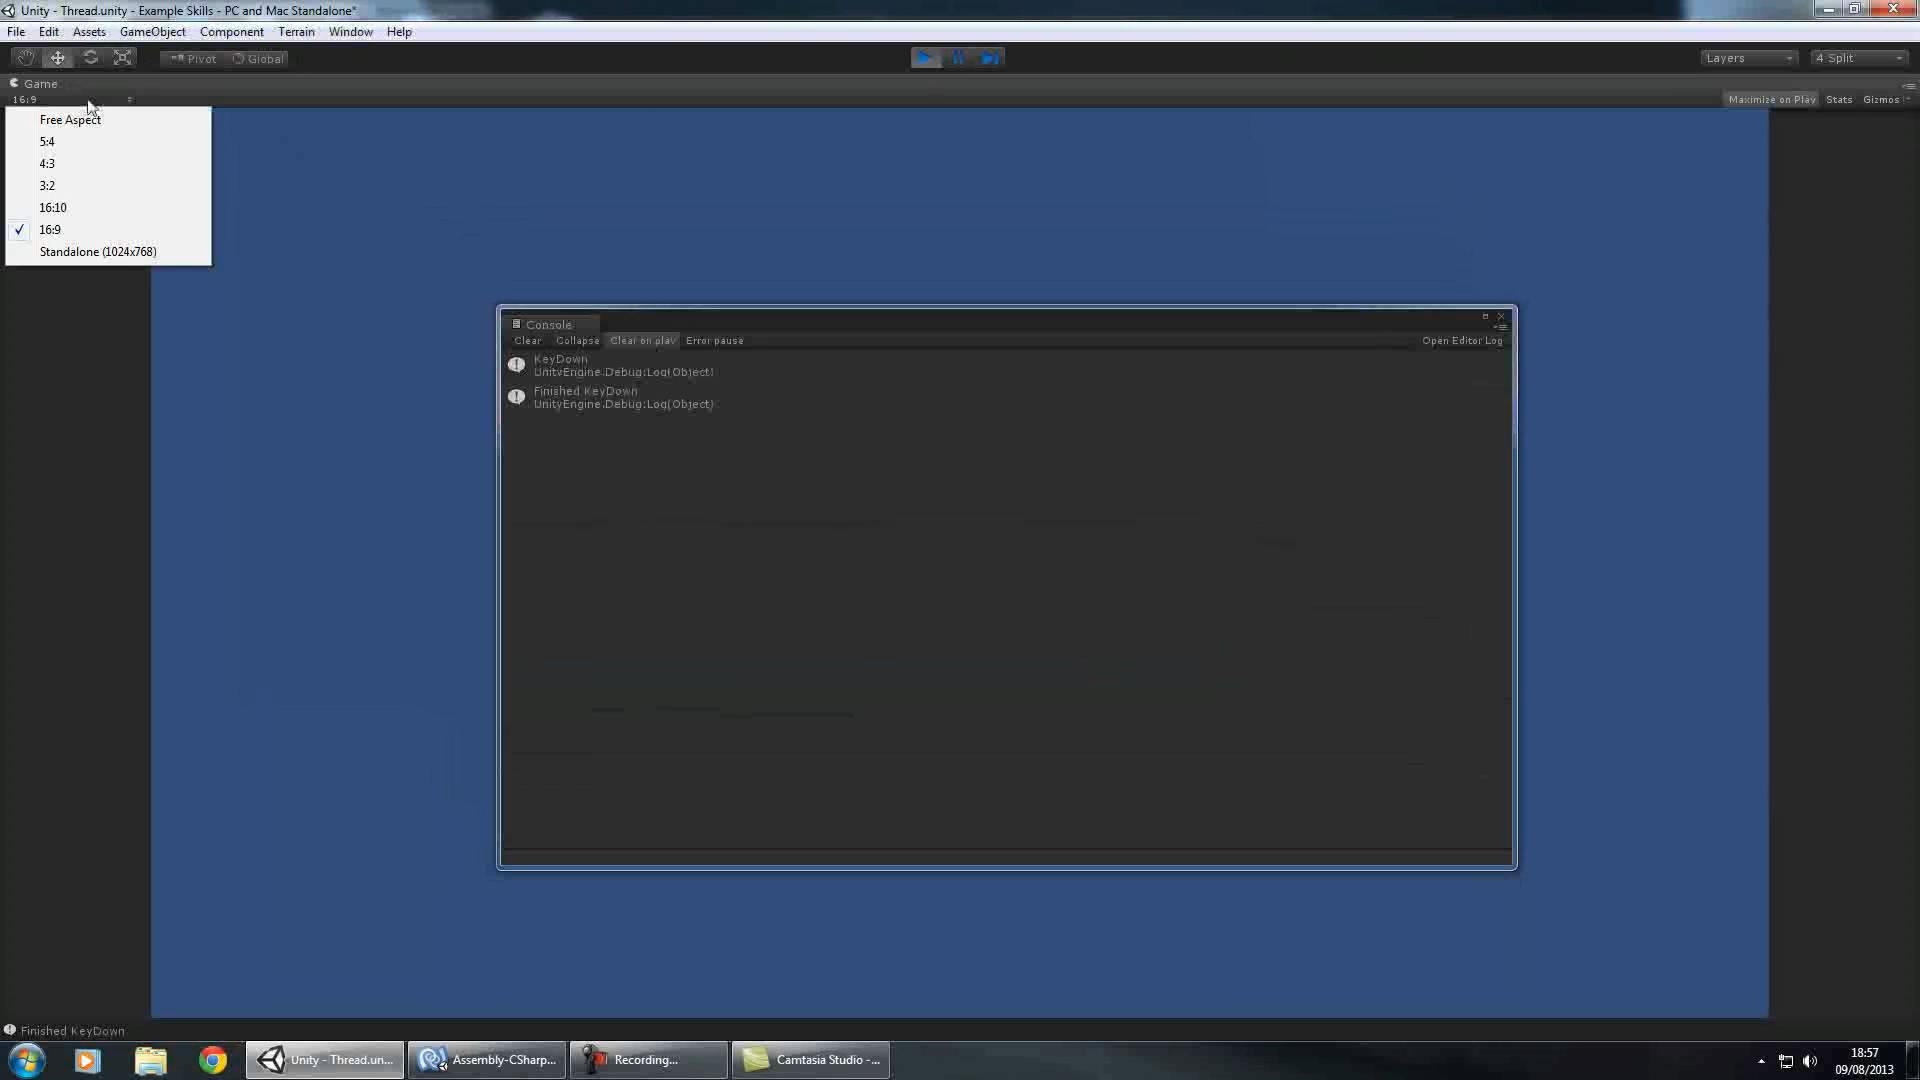 Unity - Thread.unity - Example Skills - PC and Mac Standalone*
File Edit Assets GameObject Component Terrain Window Help
Pivot Global Layers 4 Split
Game
16:9 Maximize on Play Stats Gizmos
Free Aspect
5:4
4:3
3:2
16:10
16:9
Standalone (1024x768)
Console
Clear Collapse Clear on play Error pause Open Editor Log
KeyDown
UnityEngine.Debug:Log(Object)
Finished KeyDown
UnityEngine.Debug:Log(Object)
Finished KeyDown
Unity - Thread.un... Assembly-CSharp... Recording... Camtasia Studio -...
18:57
09/08/2013